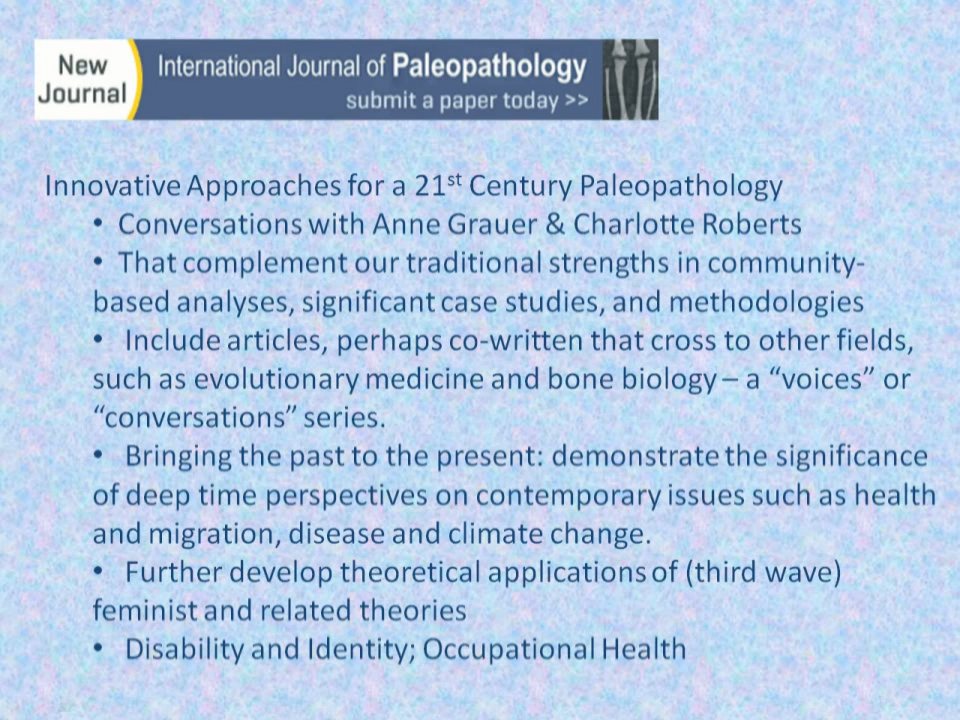 New
Journal
International Journal of Paleopathology
submit a paper today >>
Innovative Approaches for a 21st Century Paleopathology
• Conversations with Anne Grauer & Charlotte Roberts
• That complement our traditional strengths in community-
based analyses, significant case studies, and methodologies
• Include articles, perhaps co-written that cross to other fields,
such as evolutionary medicine and bone biology – a “voices” or
“conversations” series.
• Bringing the past to the present: demonstrate the significance
of deep time perspectives on contemporary issues such as health
and migration, disease and climate change.
• Further develop theoretical applications of (third wave)
feminist and related theories
• Disability and Identity; Occupational Health